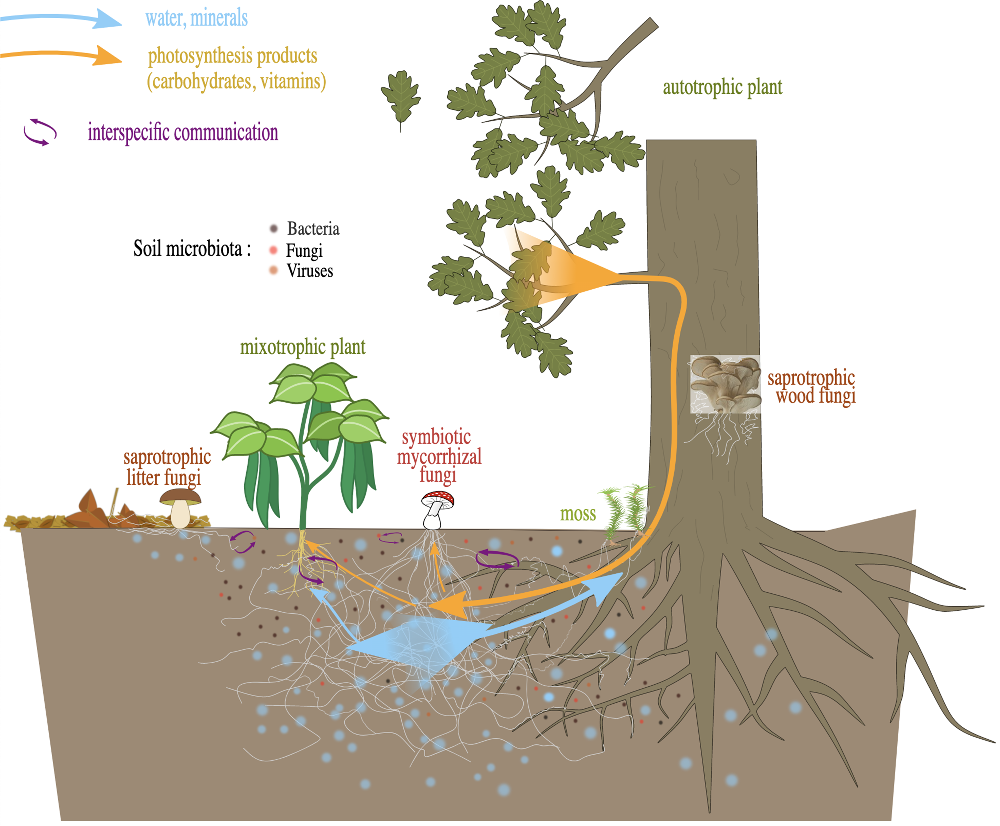 water, minerals
photosynthesis products
(carbohydrates, vitamins)
interspecific communication
autotrophic plant
Soil microbiota :
Bacteria
Fungi
Viruses
mixotrophic plant
saprotrophic
wood fungi
symbiotic
mycorrhizal
fungi
saprotrophic
litter fungi
moss